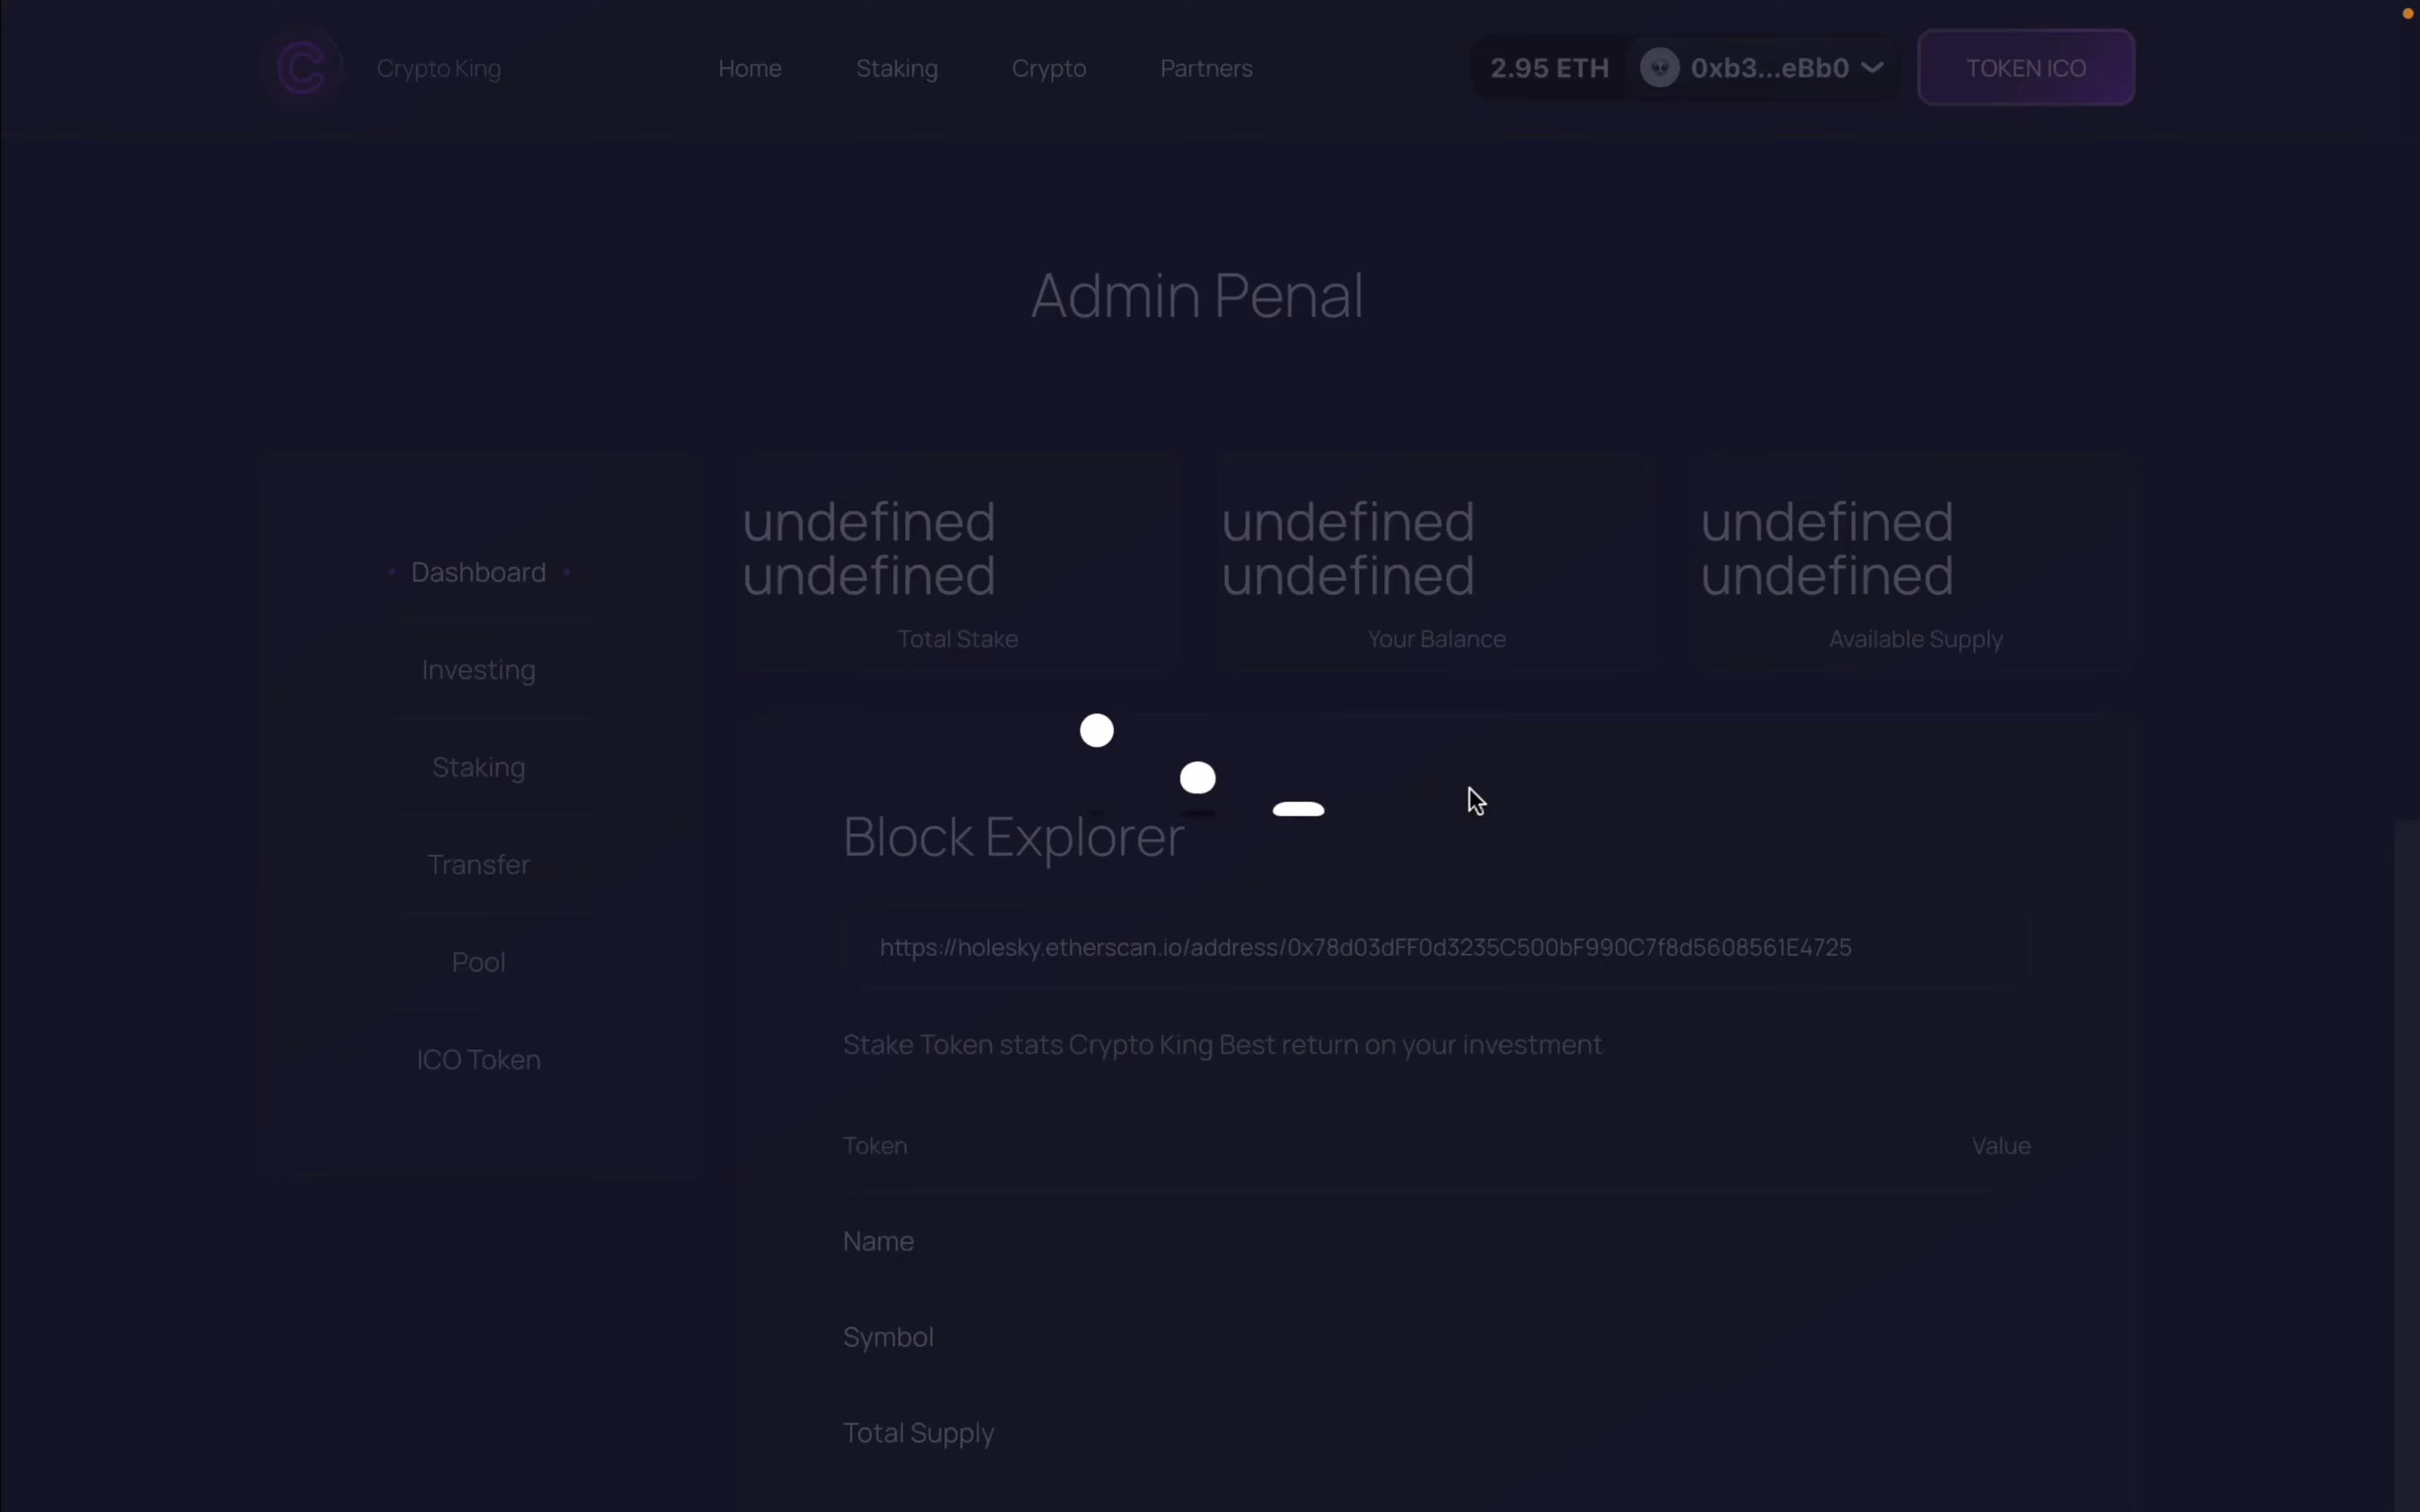 Crypto King
Home
Staking
Crypto
Partners
2.95 ETH
0xb3...eBb0
TOKEN ICO
Admin Penal
Dashboard
Investing
Staking
Transfer
Pool
ICO Token
undefined
undefined
Total Stake
undefined
undefined
Your Balance
undefined
undefined
Available Supply
Block Explorer
https://holesky.etherscan.io/address/0x78d03dFF0d3235C500bF990C7f8d5608561E4725
Stake Token stats Crypto King Best return on your investment
Token
Value
Name
Symbol
Total Supply